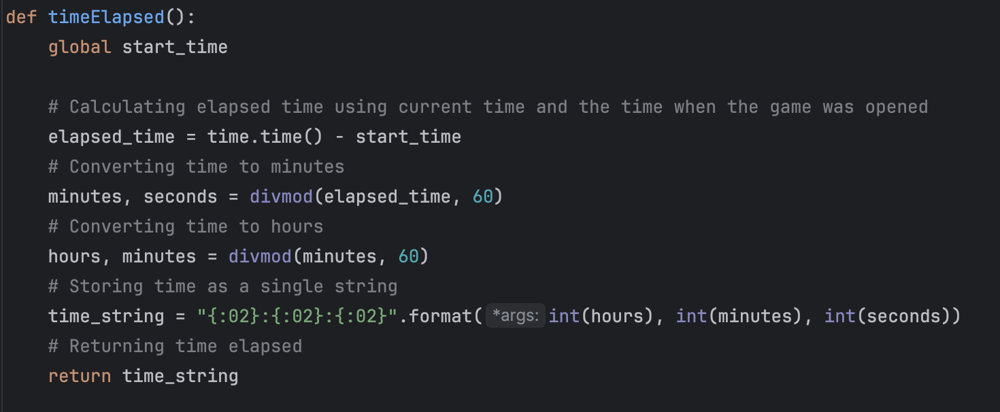 def timeElapsed():
    global start_time

    # Calculating elapsed time using current time and the time when the game was opened
    elapsed_time = time.time() - start_time
    # Converting time to minutes
    minutes, seconds = divmod(elapsed_time, 60)
    # Converting time to hours
    hours, minutes = divmod(minutes, 60)
    # Storing time as a single string
    time_string = "{:02}:{:02}:{:02}".format( *args: int(hours), int(minutes), int(seconds))
    # Returning time elapsed
    return time_string